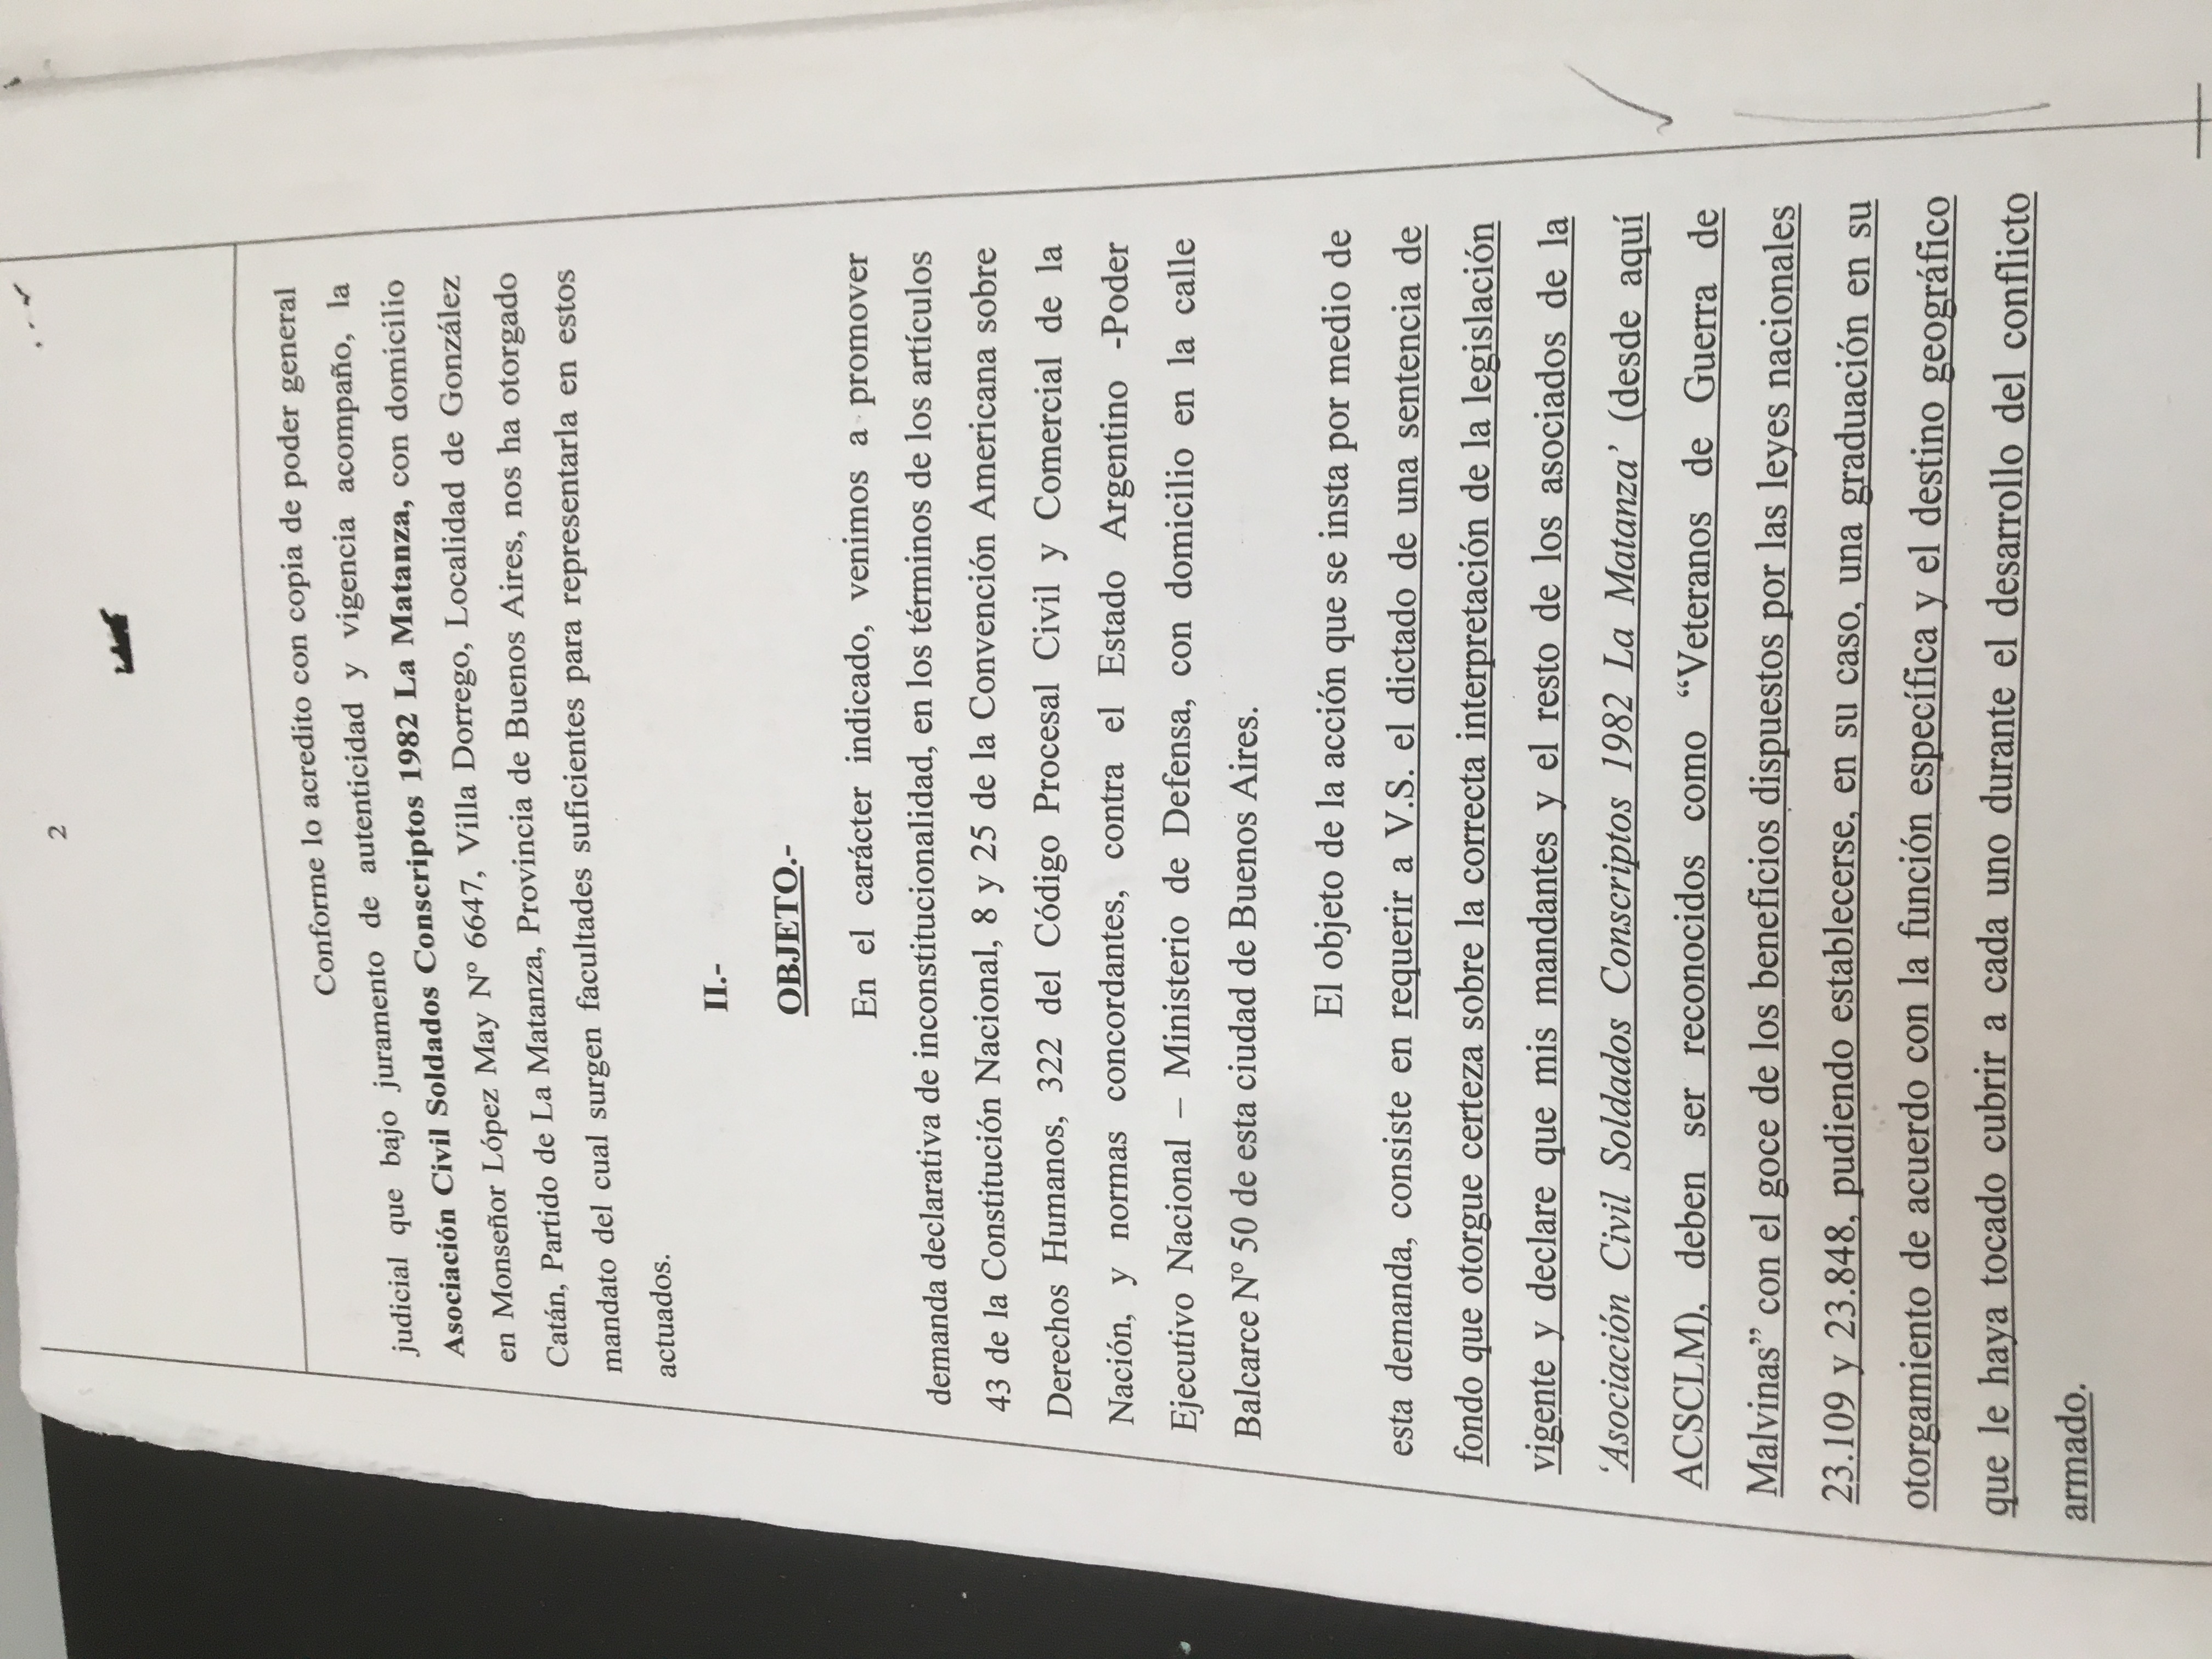 2
Conforme lo acredito con copia de poder general
judicial que bajo juramento de autenticidad y vigencia acompaño, la
Asociación Civil Soldados Conscriptos 1982 La Matanza, con domicilio
en Monseñor López May Nº 6647, Villa Dorrego, Localidad de González
Catán, Partido de La Matanza, Provincia de Buenos Aires, nos ha otorgado
mandato del cual surgen facultades suficientes para representarla en estos
actuados.
II.-
OBJETO.-
En el carácter indicado, venimos a promover
demanda declarativa de inconstitucionalidad, en los términos de los artículos
43 de la Constitución Nacional, 8 y 25 de la Convención Americana sobre
Derechos Humanos, 322 del Código Procesal Civil y Comercial de la
Nación, y normas concordantes, contra el Estado Argentino -Poder
Ejecutivo Nacional – Ministerio de Defensa, con domicilio en la calle
Balcarce Nº 50 de esta ciudad de Buenos Aires.
El objeto de la acción que se insta por medio de
esta demanda, consiste en requerir a V.S. el dictado de una sentencia de
fondo que otorgue certeza sobre la correcta interpretación de la legislación
vigente y declare que mis mandantes y el resto de los asociados de la
‘Asociación Civil Soldados Conscriptos 1982 La Matanza’ (desde aquí
ACSCLM), deben ser reconocidos como “Veteranos de Guerra de
Malvinas” con el goce de los beneficios dispuestos por las leyes nacionales
23.109 y 23.848, pudiendo establecerse, en su caso, una graduación en su
otorgamiento de acuerdo con la función específica y el destino geográfico
que le haya tocado cubrir a cada uno durante el desarrollo del conflicto
armado.